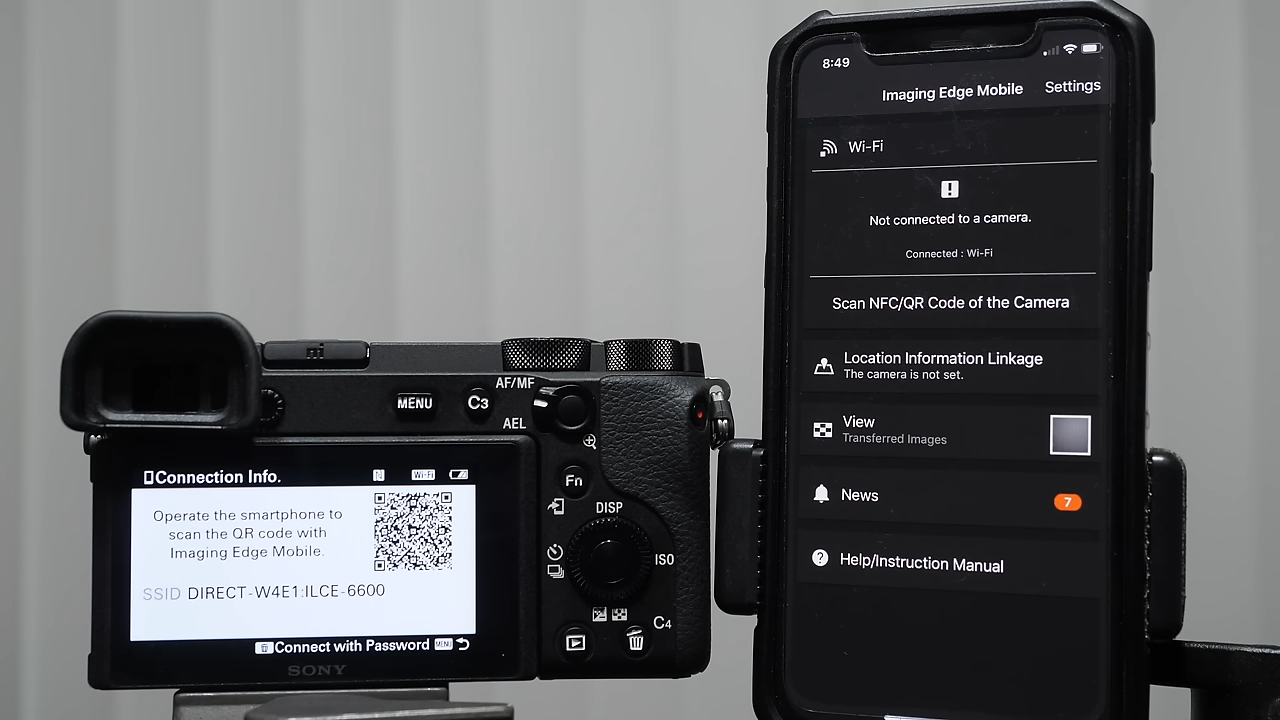 MENU
C3
AF/MF
AEL
Fn
DISP
ISO
C4
Connection Info.
Wi-Fi
Operate the smartphone to
scan the QR code with
Imaging Edge Mobile.
SSID DIRECT-W4E1:ILCE-6600
Connect with Password MENU
SONY
8:49
Imaging Edge Mobile
Settings
Wi-Fi
Not connected to a camera.
Connected : Wi-Fi
Scan NFC/QR Code of the Camera
Location Information Linkage
The camera is not set.
View
Transferred Images
News
7
Help/Instruction Manual